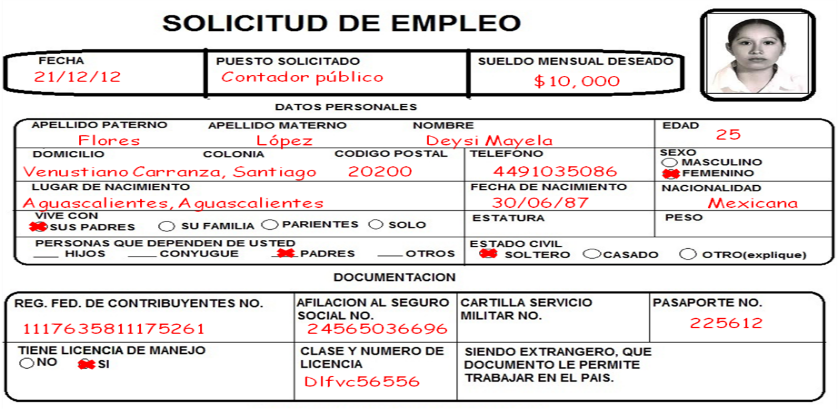 SOLICITUD DE EMPLEO
FECHA PUESTO SOLICITADO SUELDO MENSUAL DESEADO
21/12/12 Contador público $10,000
DATOS PERSONALES
APELLIDO PATERNO APELLIDO MATERNO NOMBRE EDAD
Flores López Deysi Mayela 25
DOMICILIO COLONIA CODIGO POSTAL TELEFONO SEXO
MASCULINO
Venustiano Carranza, Santiago 20200 4491035086 FEMENINO
LUGAR DE NACIMIENTO FECHA DE NACIMIENTO NACIONALIDAD
Aguascalientes, Aguascalientes 30/06/87 Mexicana
VIVE CON ESTATURA PESO
SUS PADRES SU FAMILIA PARIENTES SOLO
PERSONAS QUE DEPENDEN DE USTED ESTADO CIVIL
HIJOS CONYUGUE PADRES OTROS SOLTERO CASADO OTRO(explique)
DOCUMENTACION
REG. FED. DE CONTRIBUYENTES NO. AFILACION AL SEGURO CARTILLA SERVICIO PASAPORTE NO.
SOCIAL NO. MILITAR NO.
1117635811175261 24565036696 225612
TIENE LICENCIA DE MANEJO CLASE Y NUMERO DE SIENDO EXTRANGERO, QUE
NO SI LICENCIA DOCUMENTO LE PERMITE
Dlfvc56556 TRABAJAR EN EL PAIS.